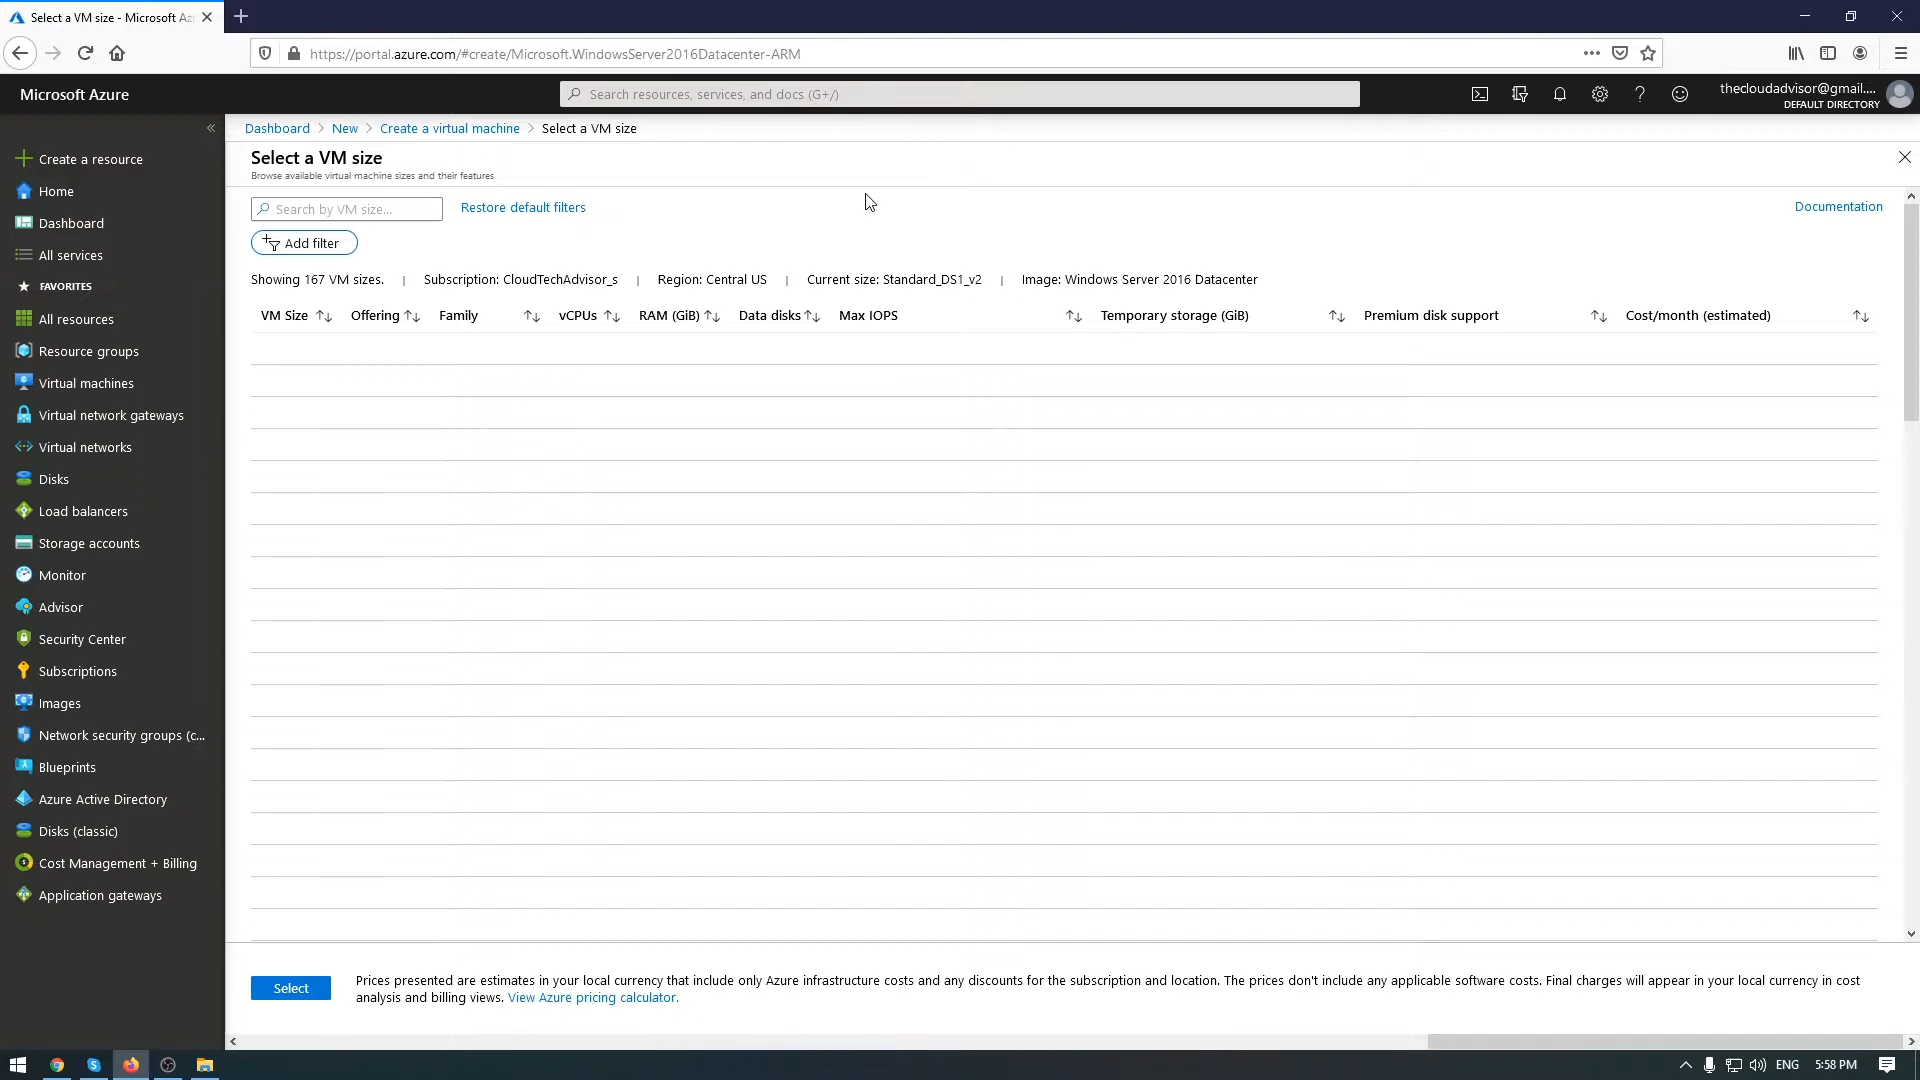 Select a VM size - Microsoft Az
https://portal.azure.com/#create/Microsoft.WindowsServer2016Datacenter-ARM
Microsoft Azure
Search resources, services, and docs (G+/)
thecloudadvisor@gmail....
DEFAULT DIRECTORY
Create a resource
Home
Dashboard
All services
FAVORITES
All resources
Resource groups
Virtual machines
Virtual network gateways
Virtual networks
Disks
Load balancers
Storage accounts
Monitor
Advisor
Security Center
Subscriptions
Images
Network security groups (c...
Blueprints
Azure Active Directory
Disks (classic)
Cost Management + Billing
Application gateways
Dashboard > New > Create a virtual machine > Select a VM size
Select a VM size
Browse available virtual machine sizes and their features
Search by VM size...
Restore default filters
Documentation
Add filter
Showing 167 VM sizes. | Subscription: CloudTechAdvisor_s | Region: Central US | Current size: Standard_DS1_v2 | Image: Windows Server 2016 Datacenter
VM Size Offering Family vCPUs RAM (GiB) Data disks Max IOPS Temporary storage (GiB) Premium disk support Cost/month (estimated)
Select
Prices presented are estimates in your local currency that include only Azure infrastructure costs and any discounts for the subscription and location. The prices don't include any applicable software costs. Final charges will appear in your local currency in cost
analysis and billing views. View Azure pricing calculator.
ENG 5:58 PM